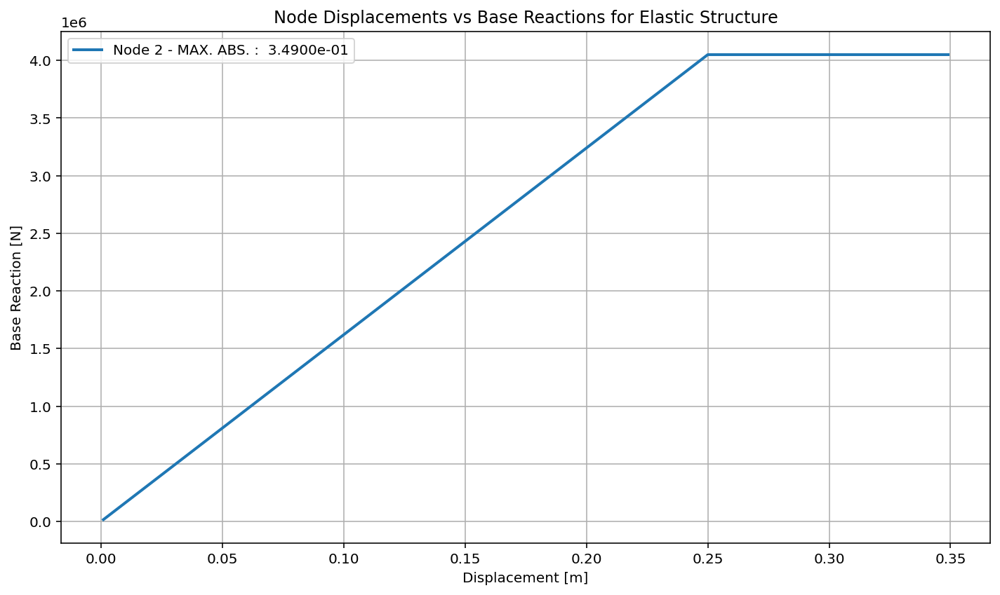 Node Displacements vs Base Reactions for Elastic Structure
1e6
Node 2 - MAX. ABS. :  3.4900e-01
4.0
3.5
3.0
2.5
2.0
1.5
1.0
0.5
0.0
Base Reaction [N]
0.00 0.05 0.10 0.15 0.20 0.25 0.30 0.35
Displacement [m]